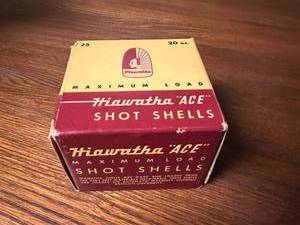 25
20 GA.
Hiawatha
MAXIMUM LOAD
Hiawatha "ACE"
SHOT SHELLS
Hiawatha "ACE"
MAXIMUM LOAD
SHOT SHELLS